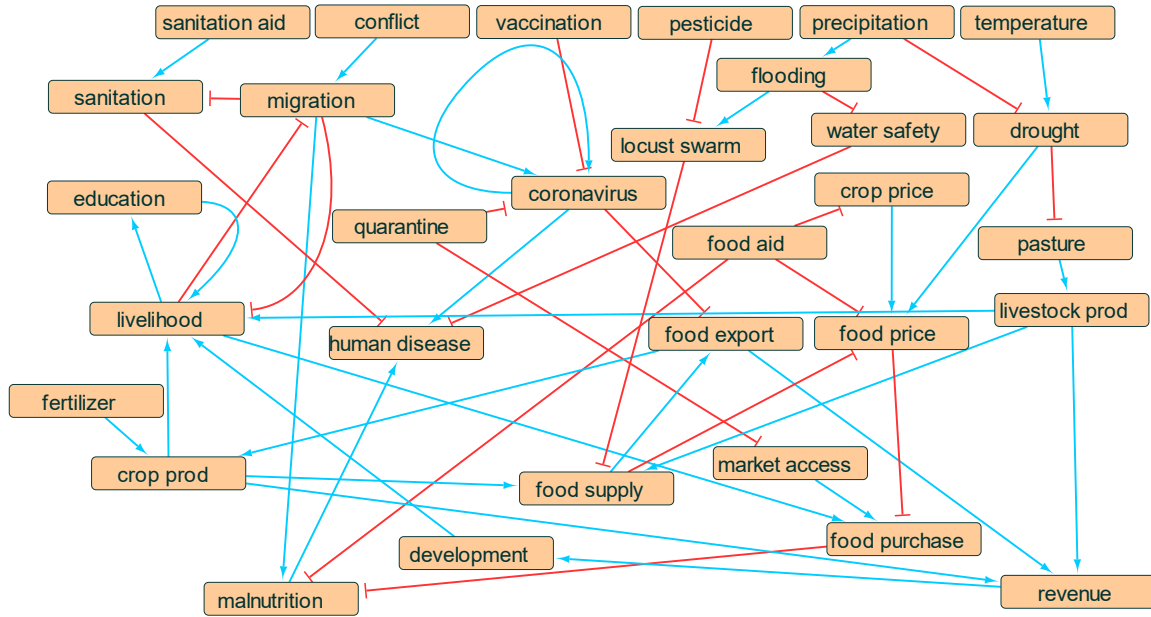 sanitation aid
conflict
vaccination
pesticide
precipitation
temperature
flooding
sanitation
migration
water safety
drought
locust swarm
education
coronavirus
crop price
quarantine
food aid
pasture
livelihood
livestock prod
human disease
food export
food price
fertilizer
crop prod
market access
food supply
development
food purchase
malnutrition
revenue